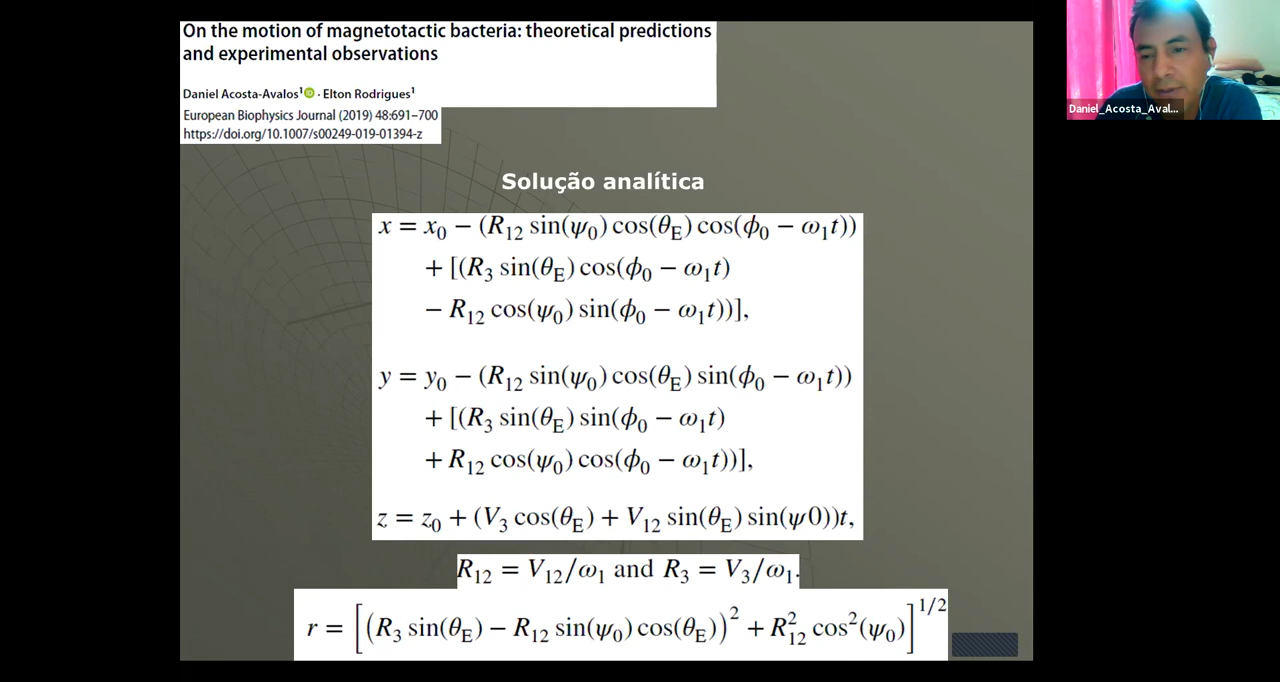 On the motion of magnetotactic bacteria: theoretical predictions
and experimental observations
Daniel Acosta-Avalos¹ iD · Elton Rodrigues¹
European Biophysics Journal (2019) 48:691–700
https://doi.org/10.1007/s00249-019-01394-z
Daniel_Acosta_Aval...
Solução analítica
x = x₀ − (R₁₂ sin(ψ₀) cos(θ_E) cos(ϕ₀ − ω₁t))
+ [(R₃ sin(θ_E) cos(ϕ₀ − ω₁t)
− R₁₂ cos(ψ₀) sin(ϕ₀ − ω₁t))],
y = y₀ − (R₁₂ sin(ψ₀) cos(θ_E) sin(ϕ₀ − ω₁t))
+ [(R₃ sin(θ_E) sin(ϕ₀ − ω₁t)
+ R₁₂ cos(ψ₀) cos(ϕ₀ − ω₁t))],
z = z₀ + (V₃ cos(θ_E) + V₁₂ sin(θ_E) sin(ψ0))t,
R₁₂ = V₁₂/ω₁ and R₃ = V₃/ω₁.
r = [(R₃ sin(θ_E) − R₁₂ sin(ψ₀) cos(θ_E))² + R₁₂² cos²(ψ₀)]^1/2